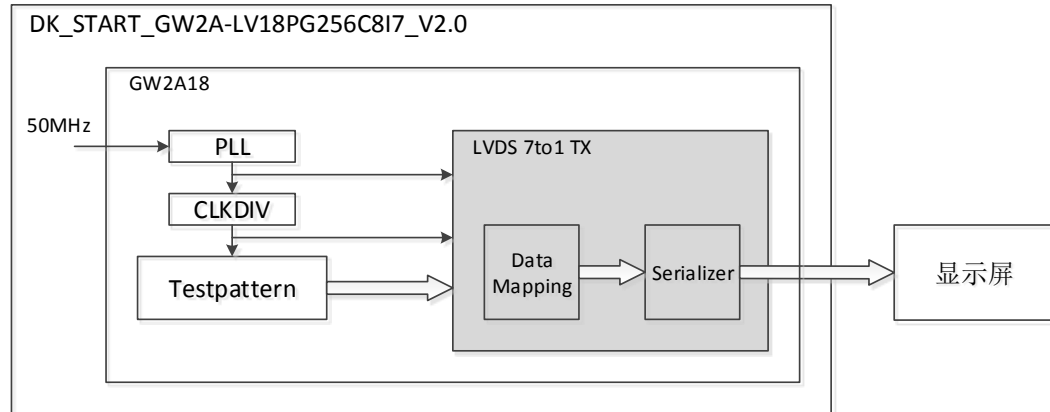 DK_START_GW2A-LV18PG256C8I7_V2.0
GW2A18
50MHz
PLL
LVDS 7to1 TX
CLKDIV
Data
Mapping
Serializer
Testpattern
显示屏